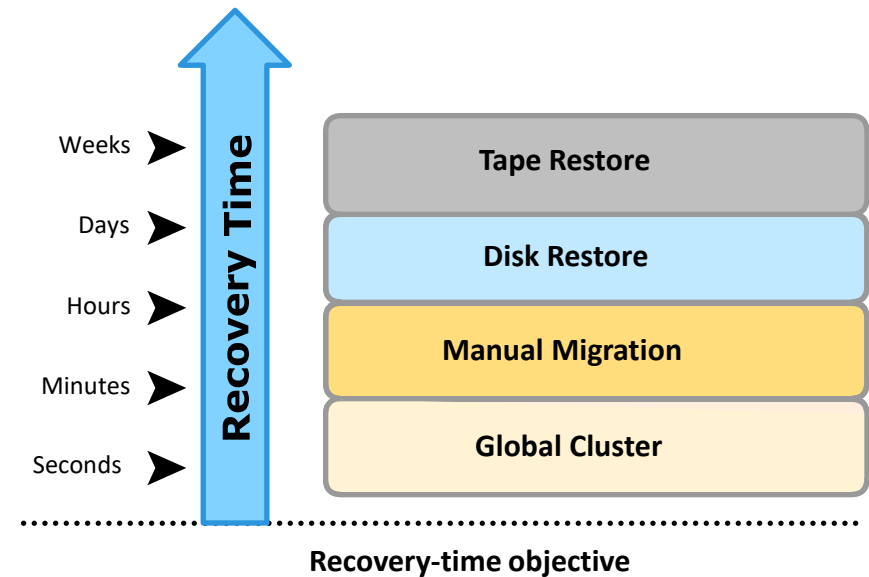 Weeks
Days
Hours
Minutes
Seconds
Recovery Time
Tape Restore
Disk Restore
Manual Migration
Global Cluster
Recovery-time objective